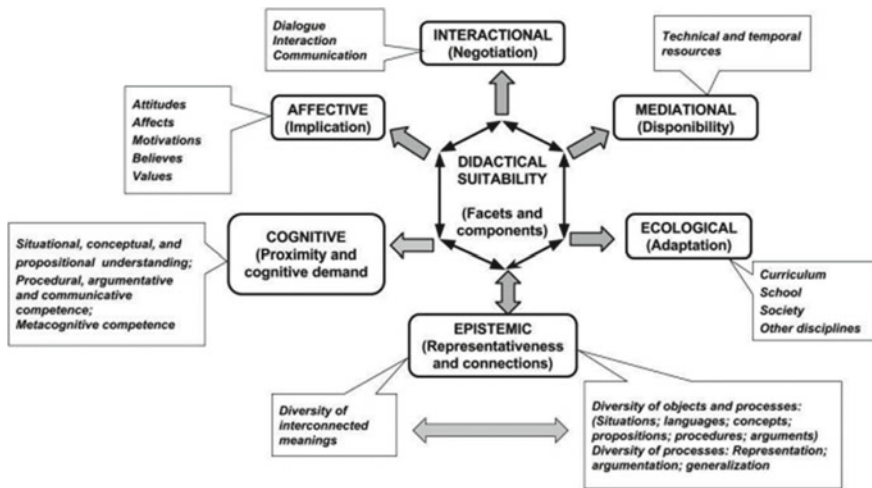 Dialogue
Interaction
Communication
INTERACTIONAL
(Negotiation)
Technical and temporal
resources
Attitudes
Affects
Motivations
Believes
Values
AFFECTIVE
(Implication)
MEDIATIONAL
(Disponibility)
DIDACTICAL
SUITABILITY
(Facets and
components)
Situational, conceptual, and
propositional understanding;
Procedural, argumentative
and communicative
competence;
Metacognitive competence
COGNITIVE
(Proximity and
cognitive demand
ECOLOGICAL
(Adaptation)
Curriculum
School
Society
Other disciplines
EPISTEMIC
(Representativeness
and connections)
Diversity of
interconnected
meanings
Diversity of objects and processes:
(Situations; languages; concepts;
propositions; procedures; arguments)
Diversity of processes: Representation;
argumentation; generalization